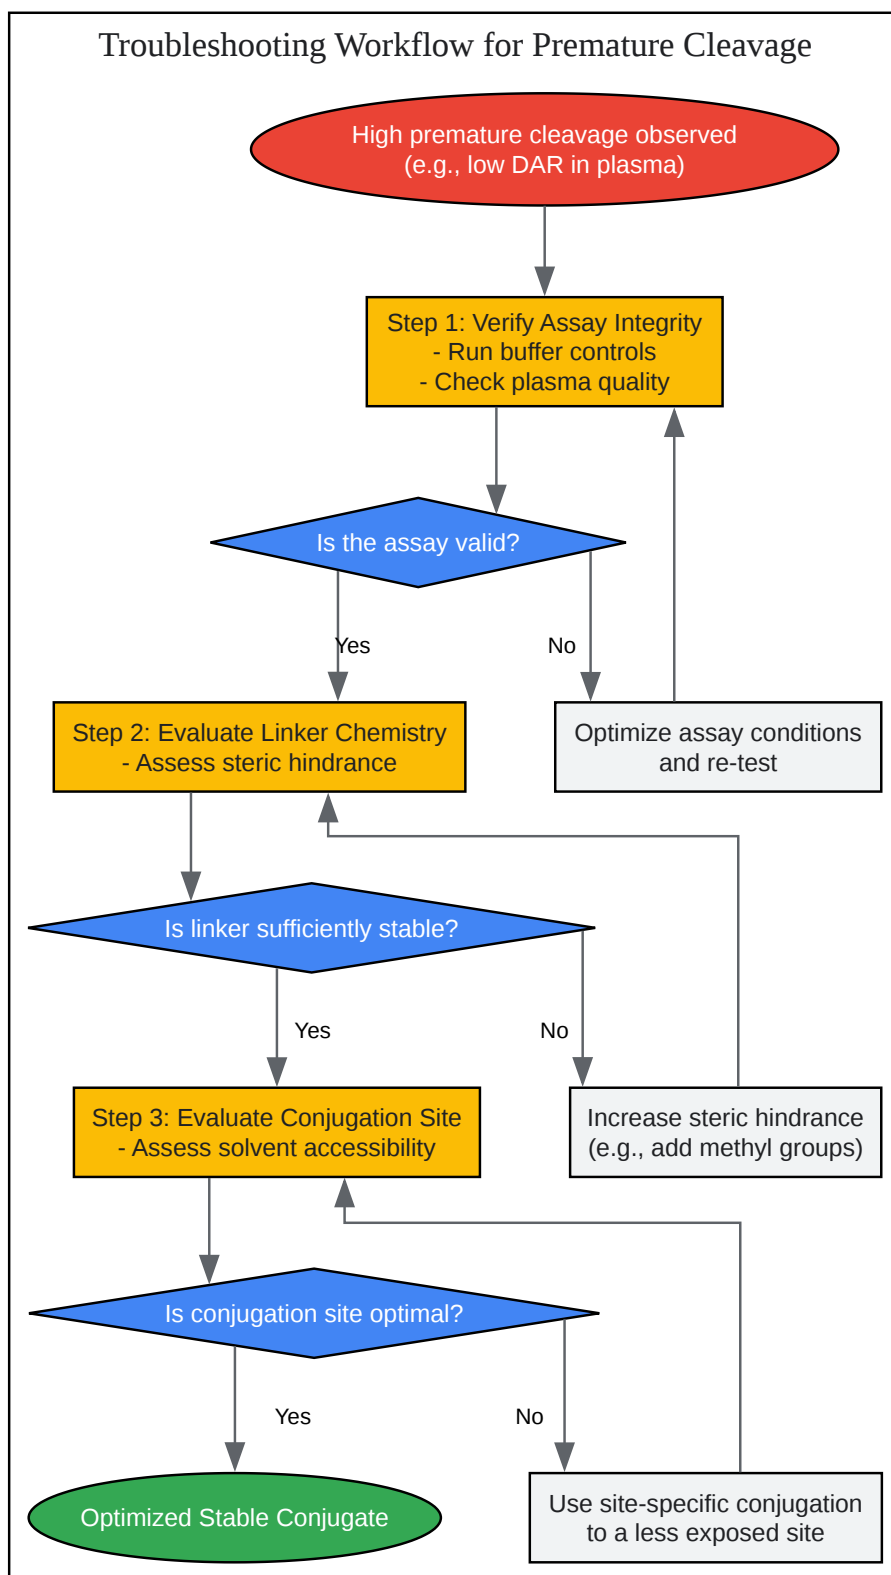 Troubleshooting Workflow for Premature Cleavage
High premature cleavage observed
(e.g., low DAR in plasma)
Step 1: Verify Assay Integrity
- Run buffer controls
- Check plasma quality
Is the assay valid?
Yes
No
Step 2: Evaluate Linker Chemistry
- Assess steric hindrance
Optimize assay conditions
and re-test
Is linker sufficiently stable?
Yes
No
Step 3: Evaluate Conjugation Site
- Assess solvent accessibility
Increase steric hindrance
(e.g., add methyl groups)
Is conjugation site optimal?
Yes
No
Optimized Stable Conjugate
Use site-specific conjugation
to a less exposed site